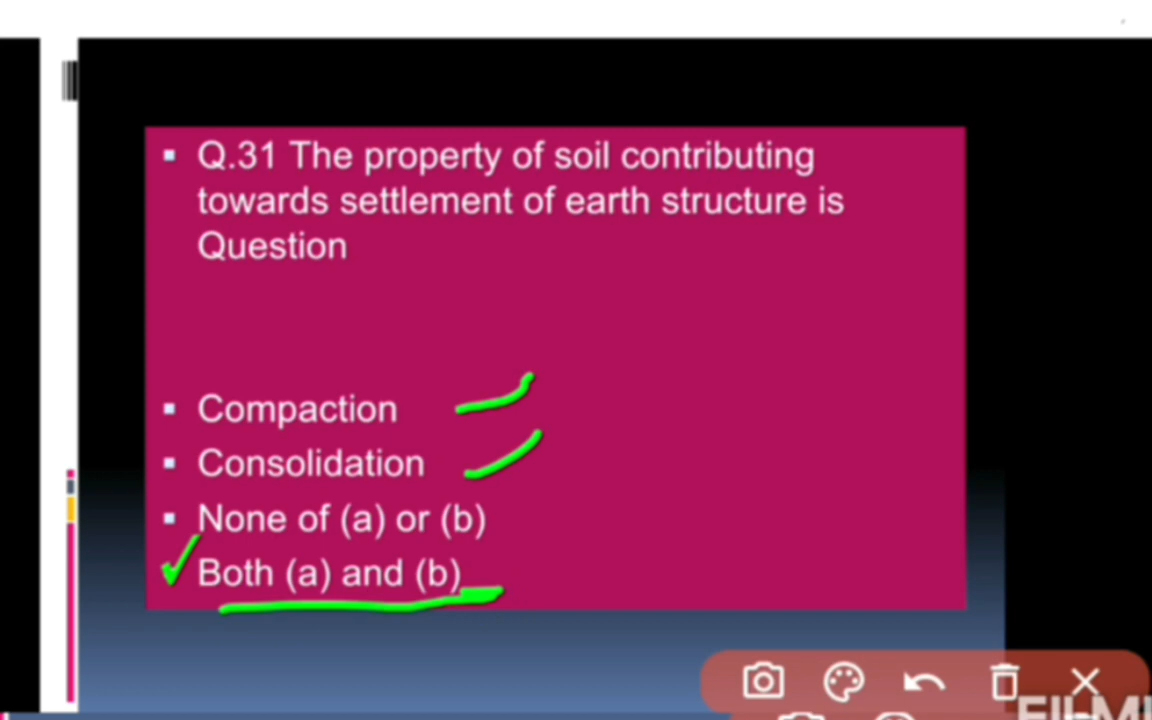 Q.31 The property of soil contributing
towards settlement of earth structure is
Question
Compaction
Consolidation
None of (a) or (b)
Both (a) and (b)